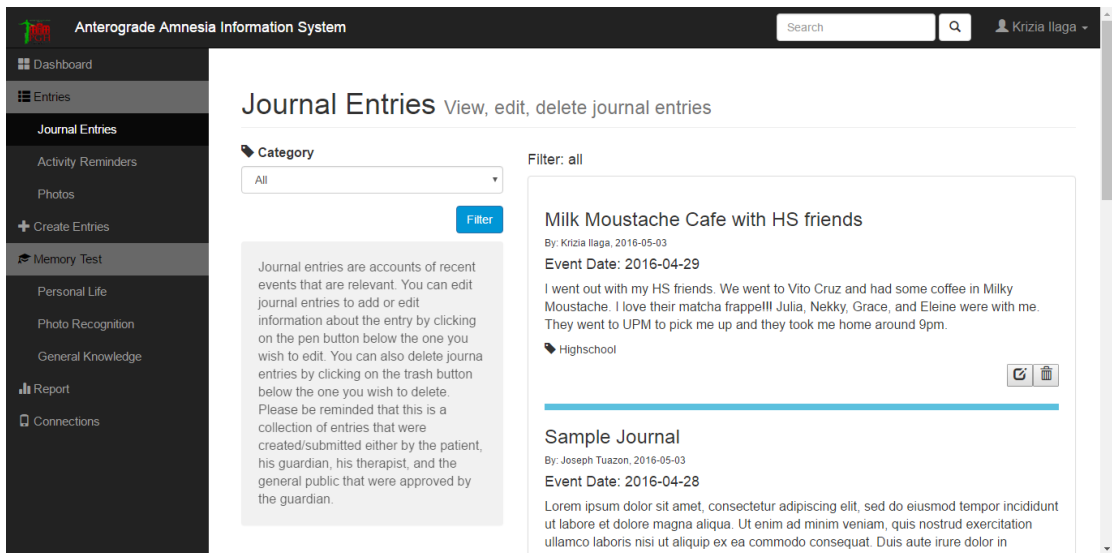 Anterograde Amnesia Information System
Search
Krizia Ilaga
Dashboard
Entries
Journal Entries
Activity Reminders
Photos
Create Entries
Memory Test
Personal Life
Photo Recognition
General Knowledge
Report
Connections
Journal Entries View, edit, delete journal entries
Category
All
Filter
Journal entries are accounts of recent
events that are relevant. You can edit
journal entries to add or edit
information about the entry by clicking
on the pen button below the one you
wish to edit. You can also delete journa
entries by clicking on the trash button
below the one you wish to delete.
Please be reminded that this is a
collection of entries that were
created/submitted either by the patient,
his guardian, his therapist, and the
general public that were approved by
the guardian.
Filter: all
Milk Moustache Cafe with HS friends
By: Krizia Ilaga, 2016-05-03
Event Date: 2016-04-29
I went out with my HS friends. We went to Vito Cruz and had some coffee in Milky
Moustache. I love their matcha frappe!!! Julia, Nekky, Grace, and Eleine were with me.
They went to UPM to pick me up and they took me home around 9pm.
Highschool
Sample Journal
By: Joseph Tuazon, 2016-05-03
Event Date: 2016-04-28
Lorem ipsum dolor sit amet, consectetur adipiscing elit, sed do eiusmod tempor incididunt
ut labore et dolore magna aliqua. Ut enim ad minim veniam, quis nostrud exercitation
ullamco laboris nisi ut aliquip ex ea commodo consequat. Duis aute irure dolor in